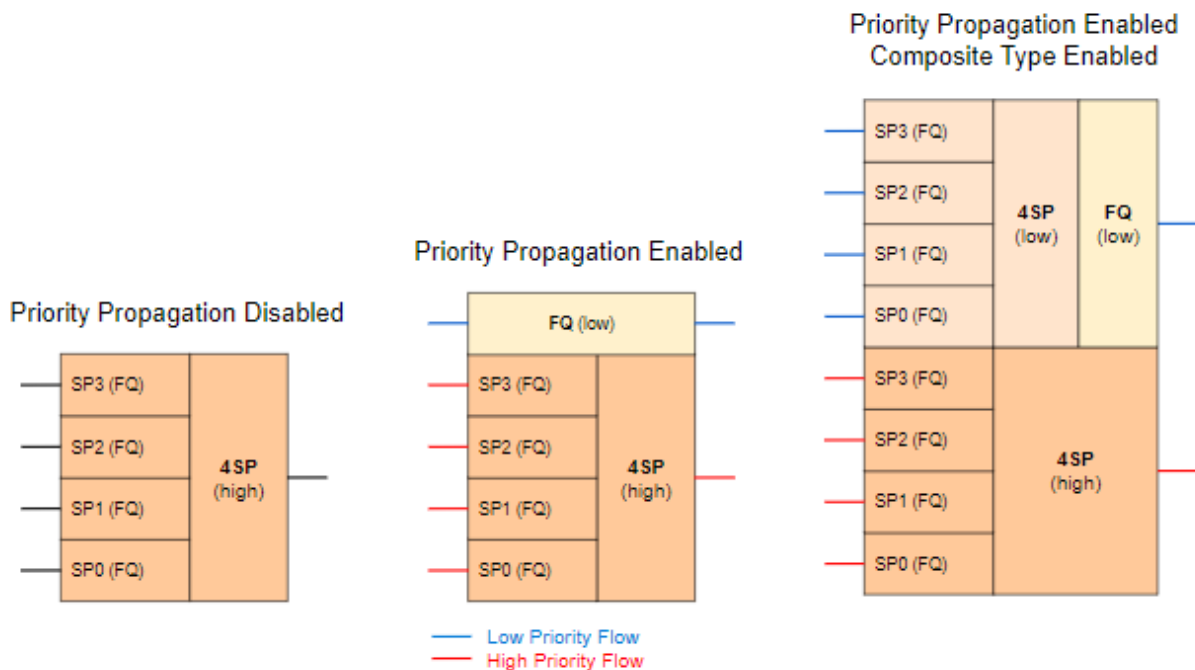 Priority Propagation Disabled
SP3 (FQ)
SP2 (FQ)
SP1 (FQ)
SP0 (FQ)
4SP
(high)
Priority Propagation Enabled
FQ (low)
SP3 (FQ)
SP2 (FQ)
SP1 (FQ)
SP0 (FQ)
4SP
(high)
Low Priority Flow
High Priority Flow
Priority Propagation Enabled
Composite Type Enabled
SP3 (FQ)
SP2 (FQ)
SP1 (FQ)
SP0 (FQ)
4SP
(low)
FQ
(low)
SP3 (FQ)
SP2 (FQ)
SP1 (FQ)
SP0 (FQ)
4SP
(high)